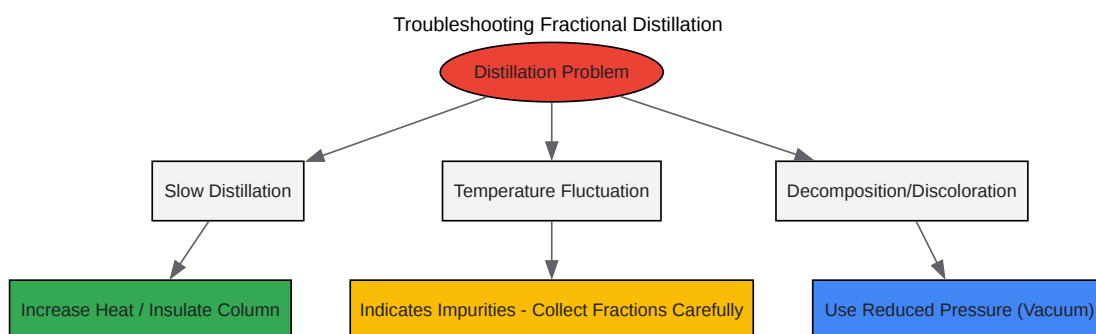 Troubleshooting Fractional Distillation
Distillation Problem
Slow Distillation
Temperature Fluctuation
Decomposition/Discoloration
Increase Heat / Insulate Column
Indicates Impurities - Collect Fractions Carefully
Use Reduced Pressure (Vacuum)